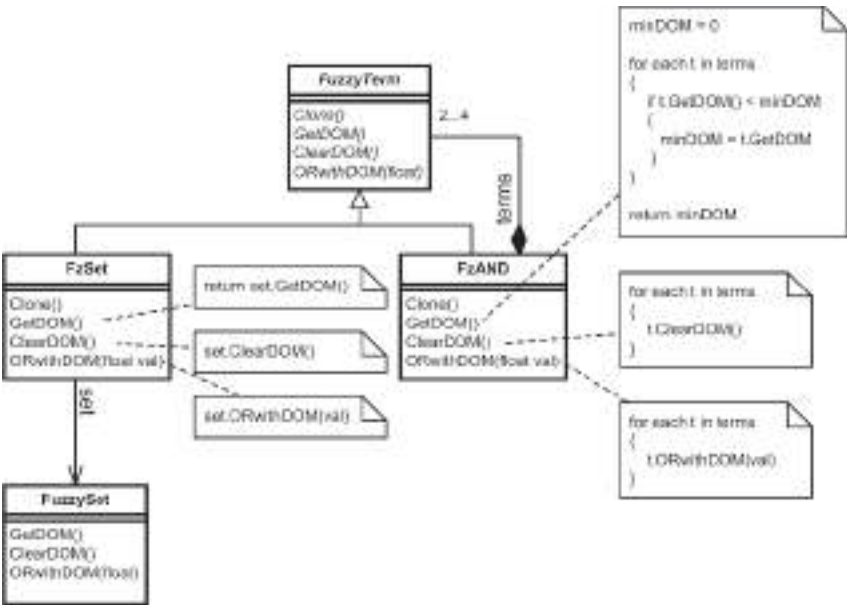 FuzzyTerm
Clone()
GetDOM()
ClearDOM()
ORwithDOM(float)
2...4
terms
minDOM = 0
for each t in terms
{
if t.GetDOM() < minDOM
{
minDOM = t.GetDOM
}
}
return minDOM
FzSet
Clone()
GetDOM()
ClearDOM()
ORwithDOM(float val)
return set.GetDOM()
set.ClearDOM()
set.ORwithDOM(val)
FzAND
Clone()
GetDOM()
ClearDOM()
ORwithDOM(float val)
for each t in terms
{
t.ClearDOM()
}
for each t in terms
{
t.ORwithDOM(val)
}
set
FuzzySet
GetDOM()
ClearDOM()
ORwithDOM(float)